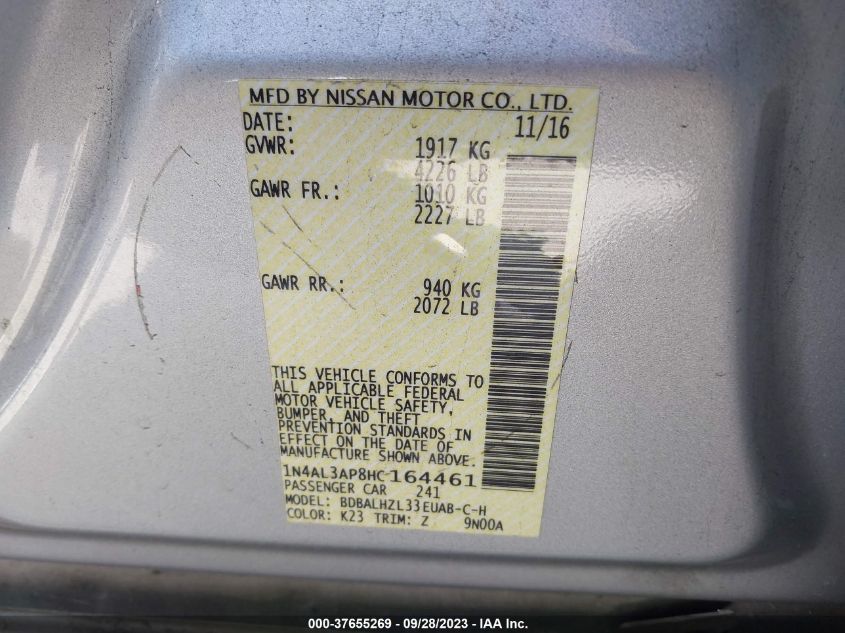 MFD BY NISSAN MOTOR CO., LTD.
DATE: 11/16
GVWR: 1917 KG
4226 LB
GAWR FR.: 1010 KG
2227 LB
GAWR RR.: 940 KG
2072 LB
THIS VEHICLE CONFORMS TO
ALL APPLICABLE FEDERAL
MOTOR VEHICLE SAFETY,
BUMPER, AND THEFT
PREVENTION STANDARDS IN
EFFECT ON THE DATE OF
MANUFACTURE SHOWN ABOVE.
1N4AL3AP8HC164461
PASSENGER CAR 241
MODEL: BDBALHZL33EUAB-C-H
COLOR: K23 TRIM: Z 9N00A
000-37655269 - 09/28/2023 - IAA Inc.